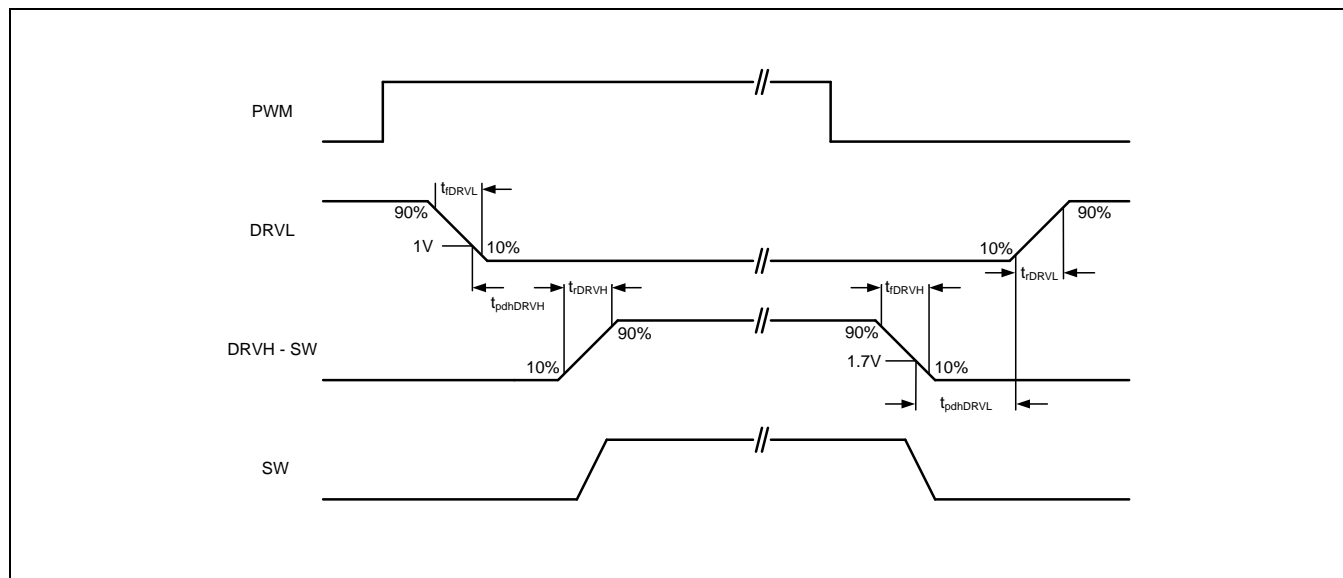 PWM
DRVL
90%
tfDRVL
1V
10%
10%
90%
trDRVL
tpdhDRVH
trDRVH
tfDRVH
DRVH - SW
10%
90%
90%
1.7V
10%
tpdhDRVL
SW